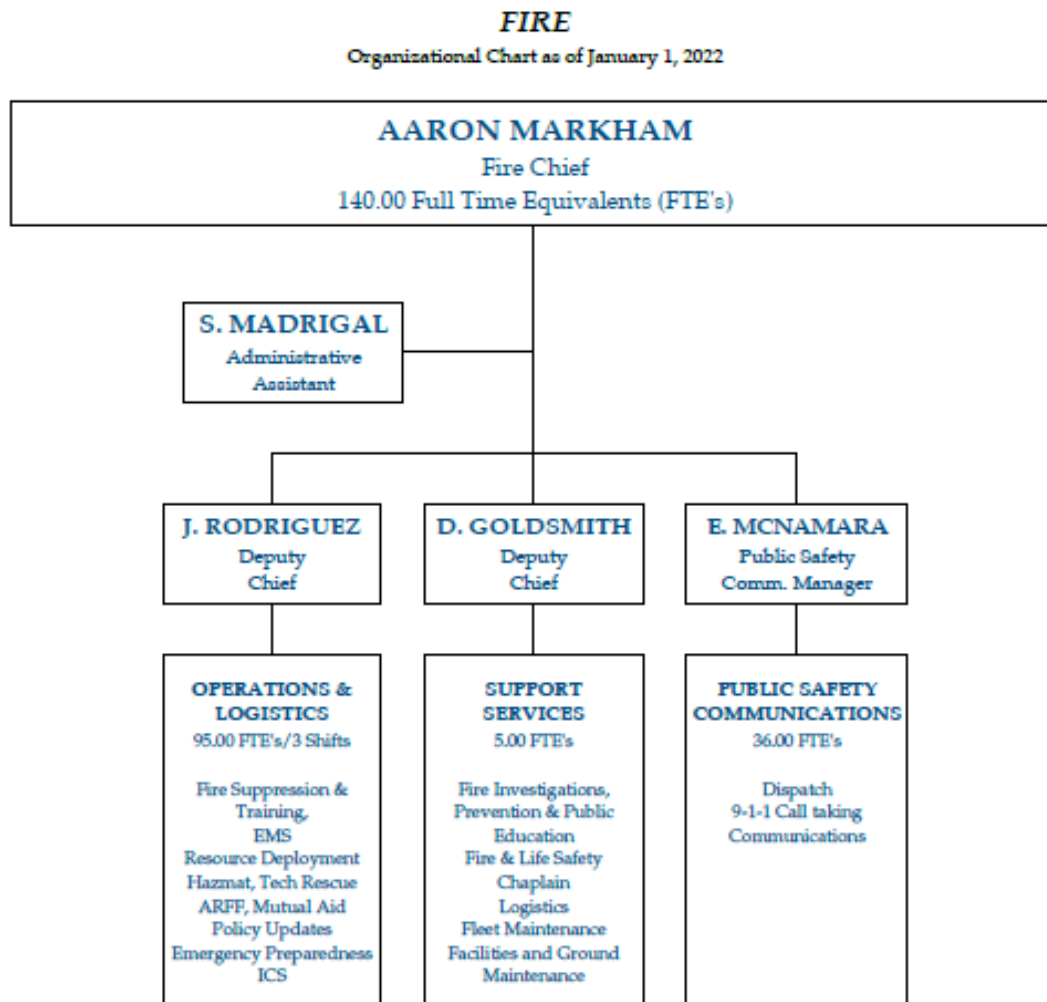 FIRE
Organizational Chart as of January 1, 2022
AARON MARKHAM
Fire Chief
140.00 Full Time Equivalents (FTE's)
S. MADRIGAL
Administrative
Assistant
J. RODRIGUEZ
Deputy
Chief
D. GOLDSMITH
Deputy
Chief
E. MCNAMARA
Public Safety
Comm. Manager
OPERATIONS &
LOGISTICS
95.00 FTE's/3 Shifts
Fire Suppression &
Training,
EMS
Resource Deployment
Hazmat, Tech Rescue
ARFF, Mutual Aid
Policy Updates
Emergency Preparedness
ICS
SUPPORT
SERVICES
5.00 FTE's
Fire Investigations,
Prevention & Public
Education
Fire & Life Safety
Chaplain
Logistics
Fleet Maintenance
Facilities and Ground
Maintenance
PUBLIC SAFETY
COMMUNICATIONS
36.00 FTE's
Dispatch
9-1-1 Call taking
Communications